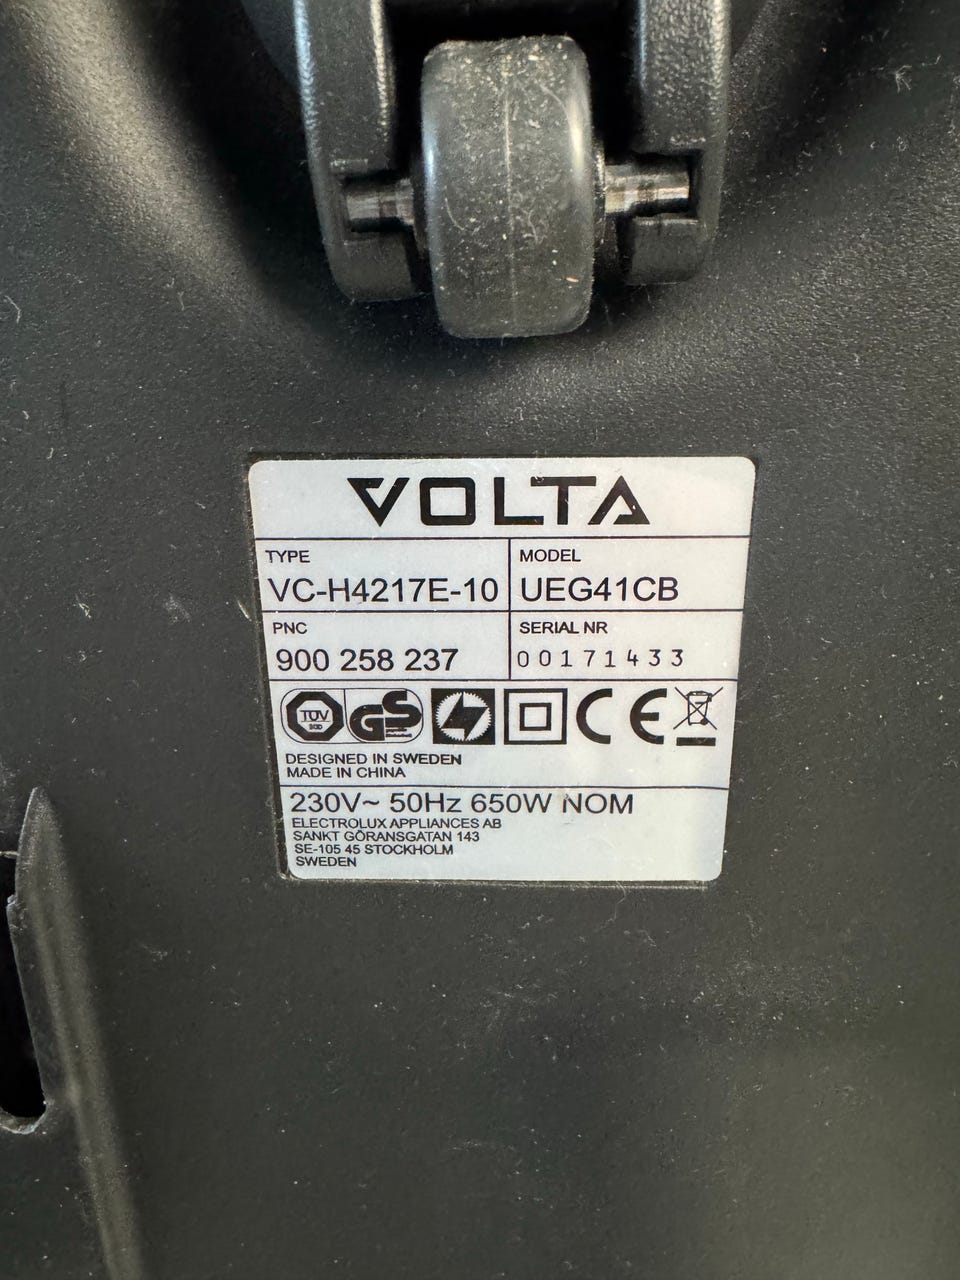 VOLTA
TYPE
VC-H4217E-10
MODEL
UEG41CB
PNC
900 258 237
SERIAL NR
00171433
TÜV
GS
CE
DESIGNED IN SWEDEN
MADE IN CHINA
230V~ 50Hz 650W NOM
ELECTROLUX APPLIANCES AB
SANKT GÖRANSGATAN 143
SE-105 45 STOCKHOLM
SWEDEN